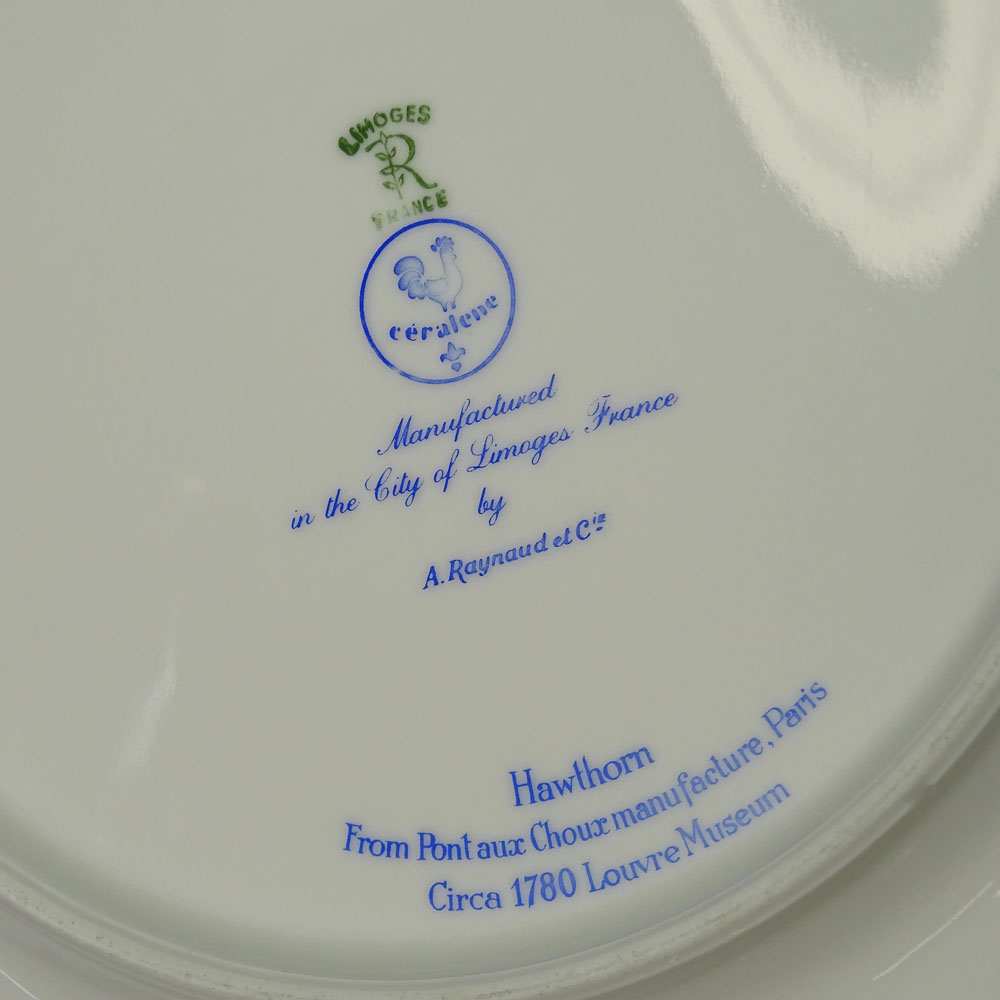 LIMOGES
R
FRANCE
céralene
Manufactured
in the City of Limoges France
by
A. Raynaud et Cie
Hawthorn
From Pont aux Choux manufacture, Paris
Circa 1780 Louvre Museum